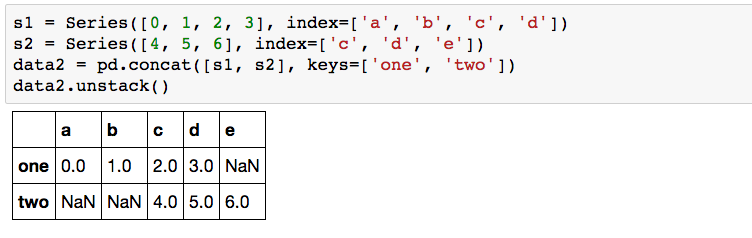 s1 = Series([0, 1, 2, 3], index=['a', 'b', 'c', 'd'])
s2 = Series([4, 5, 6], index=['c', 'd', 'e'])
data2 = pd.concat([s1, s2], keys=['one', 'two'])
data2.unstack()
a b c d e
one 0.0 1.0 2.0 3.0 NaN
two NaN NaN 4.0 5.0 6.0